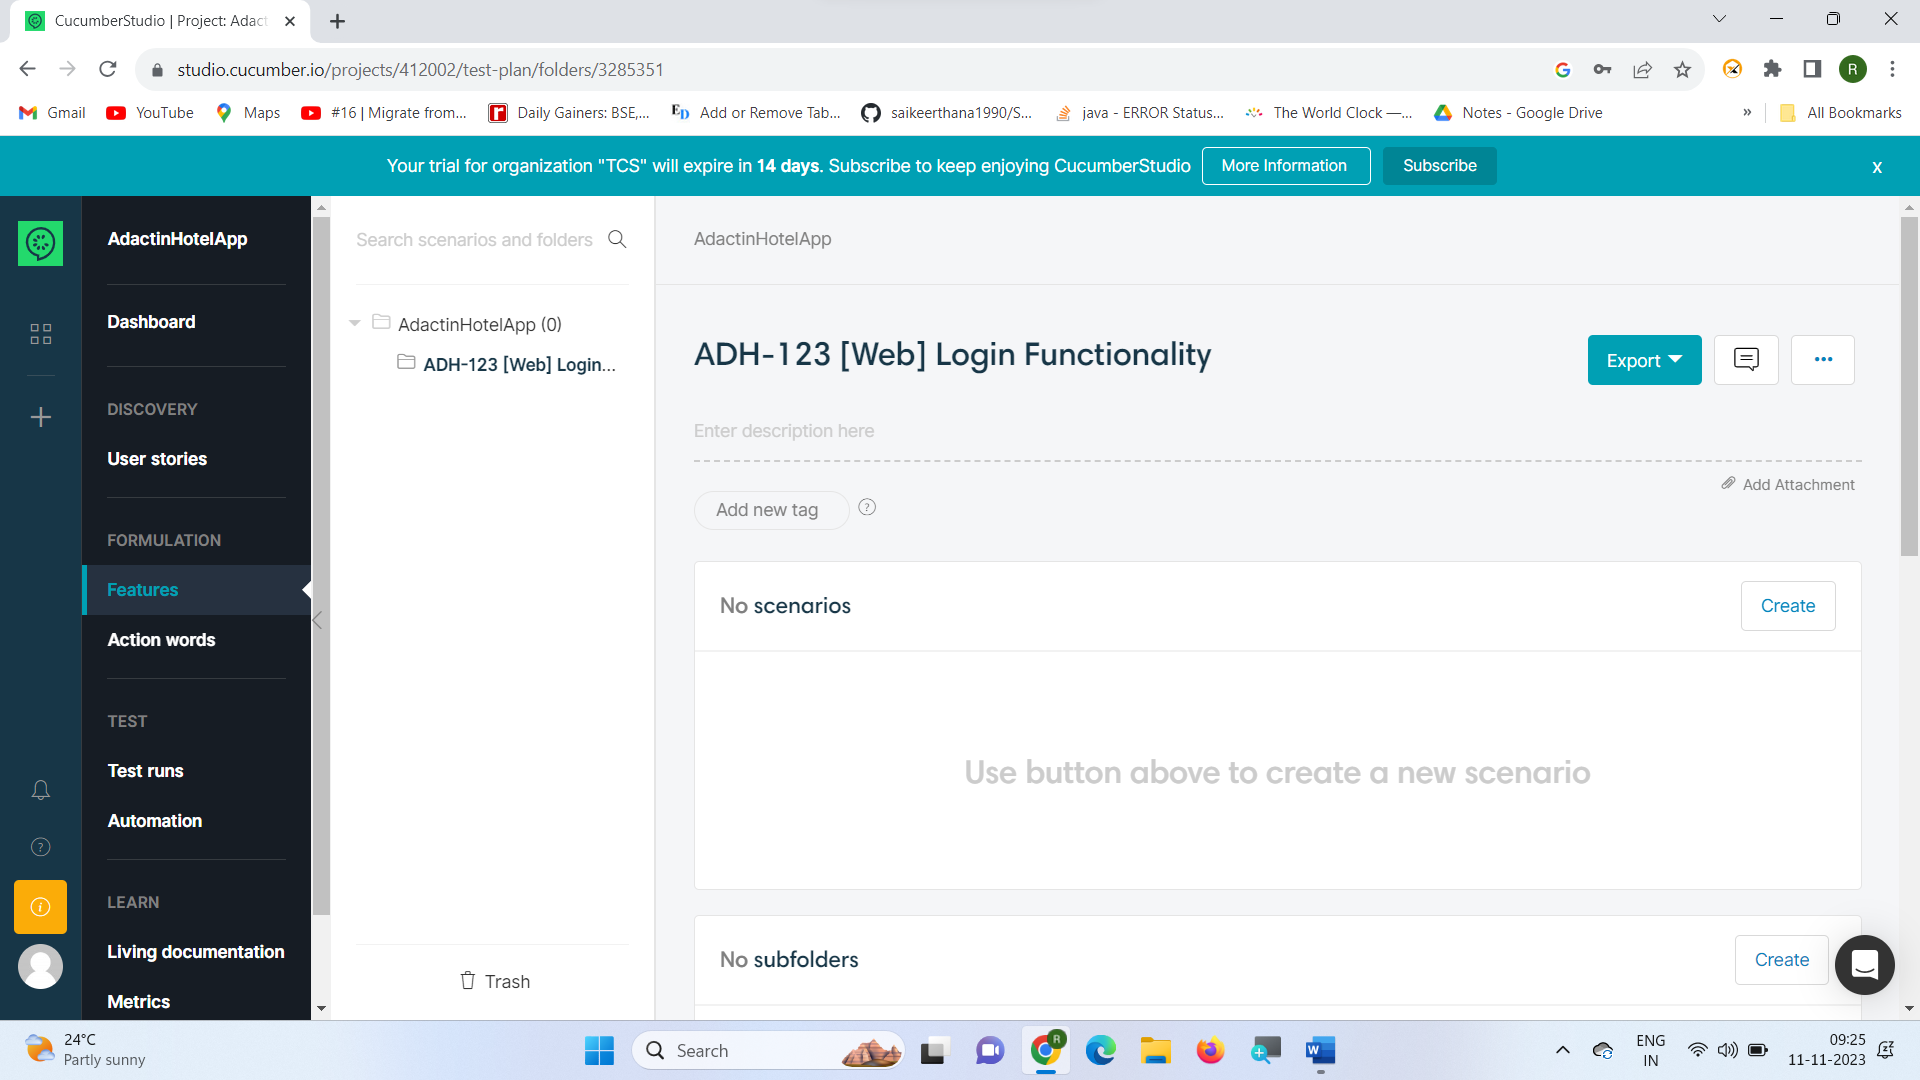 CucumberStudio | Project: Adact
studio.cucumber.io/projects/412002/test-plan/folders/3285351
R
Gmail
YouTube
Maps
#16 | Migrate from...
Daily Gainers: BSE,...
Add or Remove Tab...
saikeerthana1990/S...
java - ERROR Status...
The World Clock —...
Notes - Google Drive
»
All Bookmarks
Your trial for organization "TCS" will expire in 14 days. Subscribe to keep enjoying CucumberStudio
More Information
Subscribe
x
AdactinHotelApp
Dashboard
DISCOVERY
User stories
FORMULATION
Features
Action words
TEST
Test runs
Automation
LEARN
Living documentation
Metrics
Search scenarios and folders
AdactinHotelApp (0)
ADH-123 [Web] Login...
Trash
AdactinHotelApp
ADH-123 [Web] Login Functionality
Export
Enter description here
Add Attachment
Add new tag
?
No scenarios
Create
Use button above to create a new scenario
No subfolders
Create
24°C
Partly sunny
Search
R
ENG
IN
09:25
11-11-2023